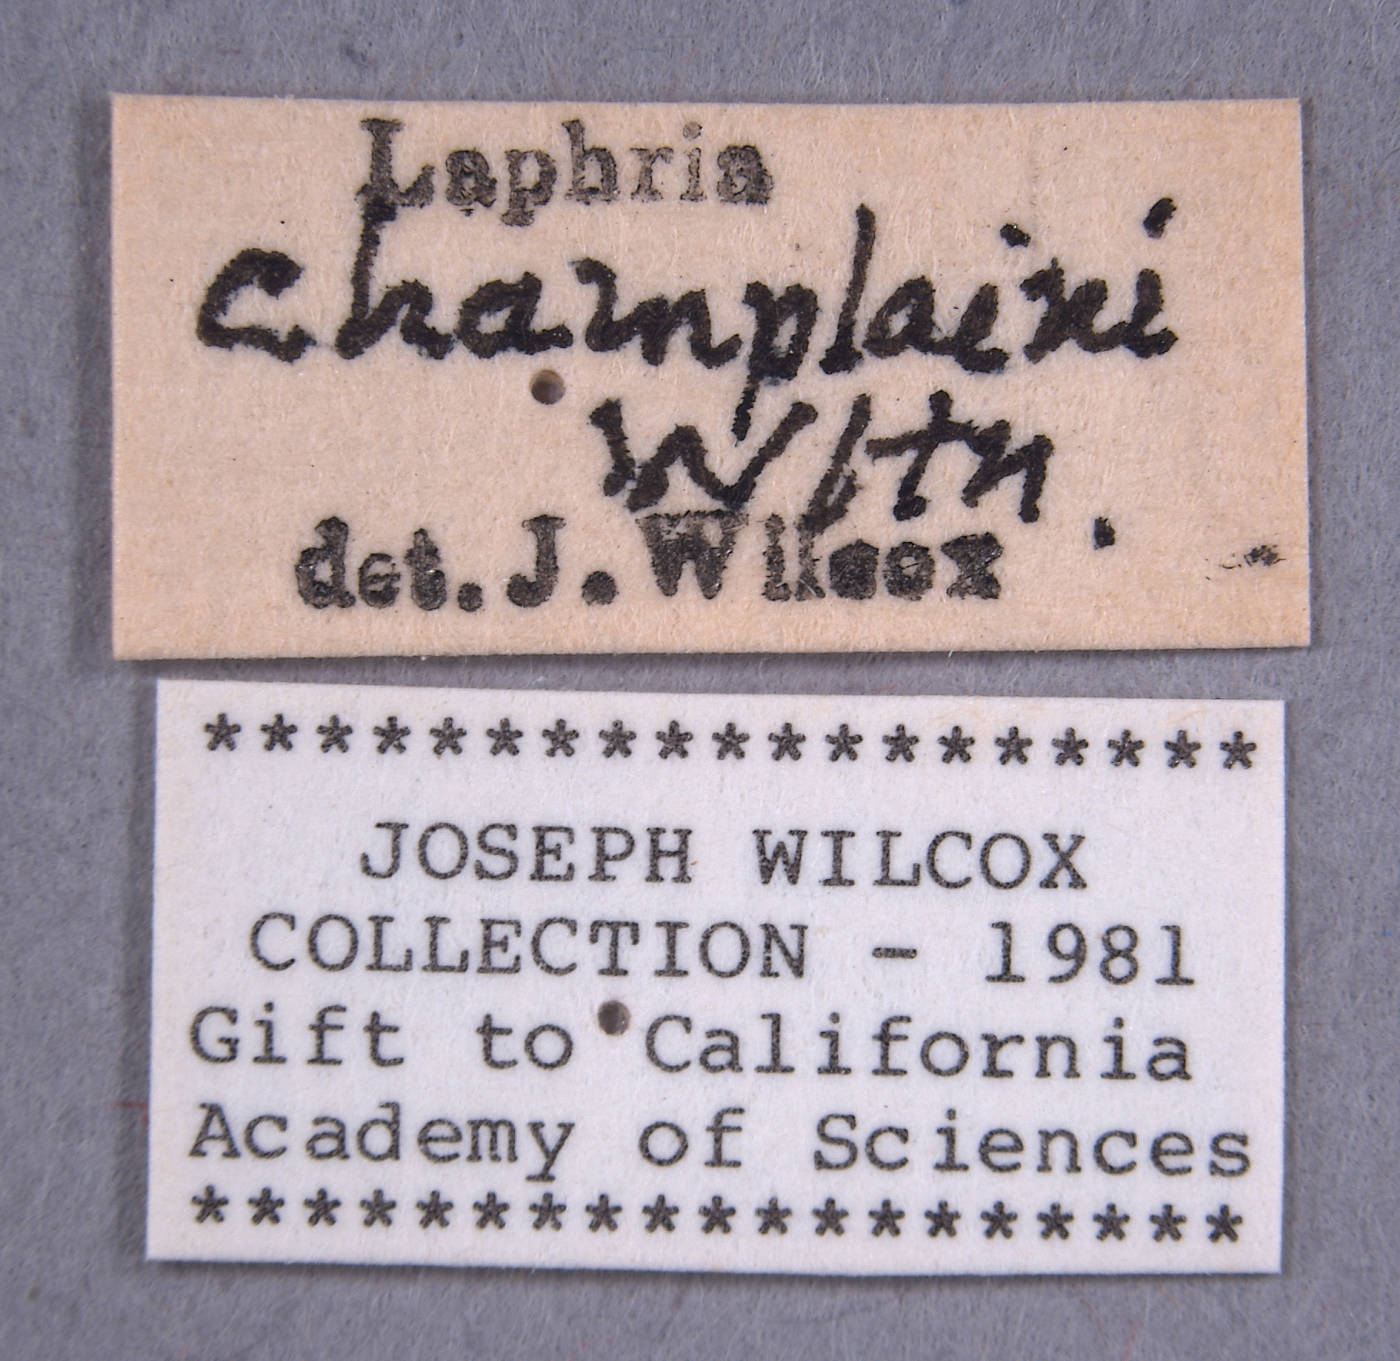 Laphria
champlaini
Wltn.
det. J. Wilcox
* * * * * * * * * * * * * * * * * * *
JOSEPH WILCOX
COLLECTION - 1981
Gift to California
Academy of Sciences
* * * * * * * * * * * * * * * * * * *